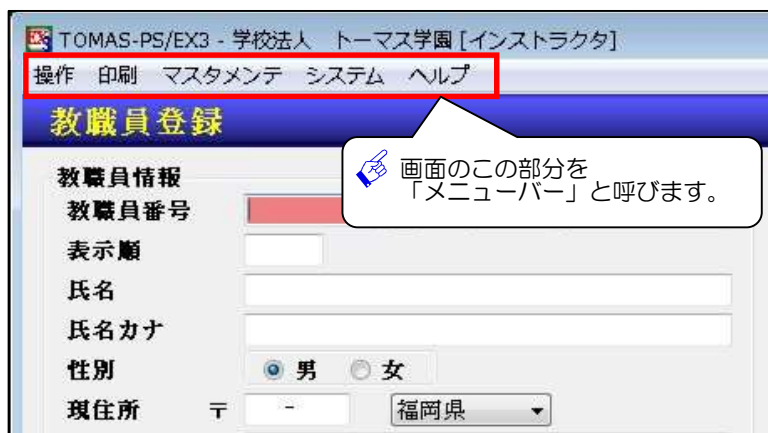 TOMAS-PS/EX3 - 学校法人　トーマス学園 [インストラクタ]
操作　印刷　マスタメンテ　システム　ヘルプ
教職員登録
画面のこの部分を
「メニューバー」と呼びます。
教職員情報
教職員番号
表示順
氏名
氏名カナ
性別　男　女
現住所　〒　-　福岡県